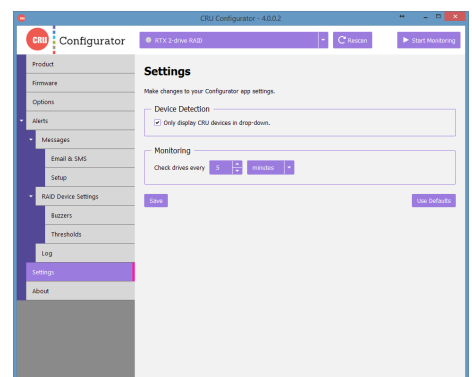 CRU Configurator - 4.0.0.2
CRU Configurator
RTX 2-drive RAID
Rescan
Start Monitoring
Product
Firmware
Options
Alerts
Messages
Email & SMS
Setup
RAID Device Settings
Buzzers
Thresholds
Log
Settings
About
Settings
Make changes to your Configurator app settings.
Device Detection
Only display CRU devices in drop-down.
Monitoring
Check drives every 5 minutes
Save
Use Defaults